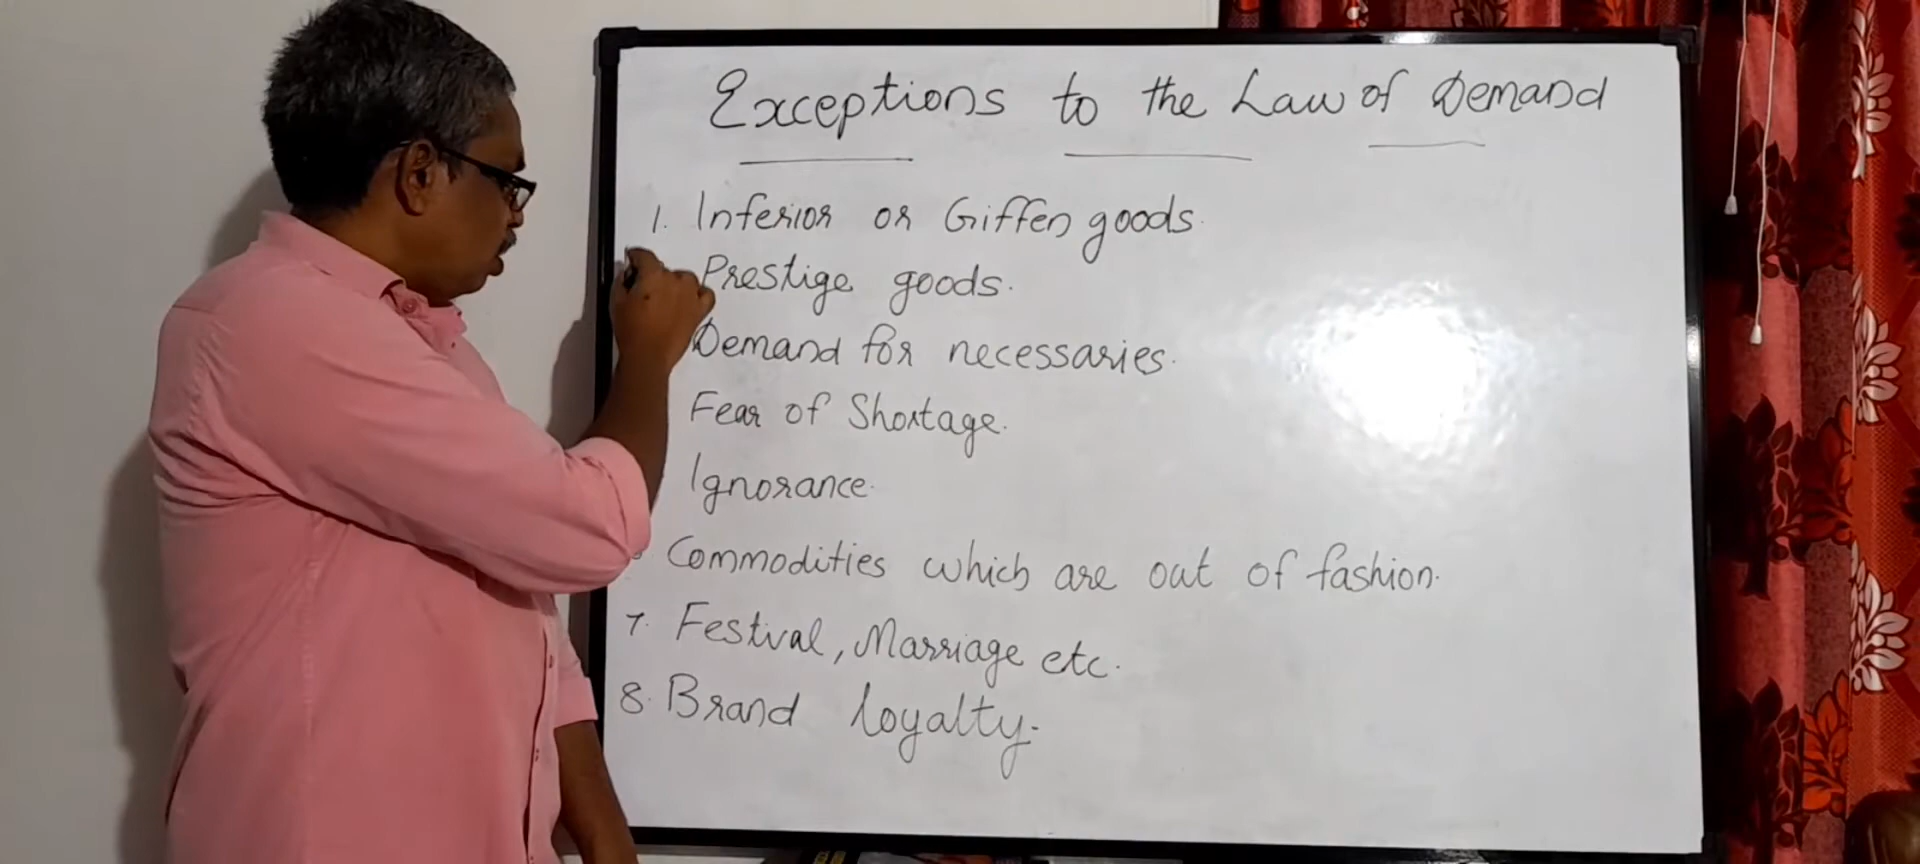 Exceptions to the Law of Demand
1. Inferior or Giffen goods.
Prestige goods.
Demand for necessaries.
Fear of Shortage.
Ignorance.
Commodities which are out of fashion.
7. Festival, Marriage etc.
8. Brand loyalty.